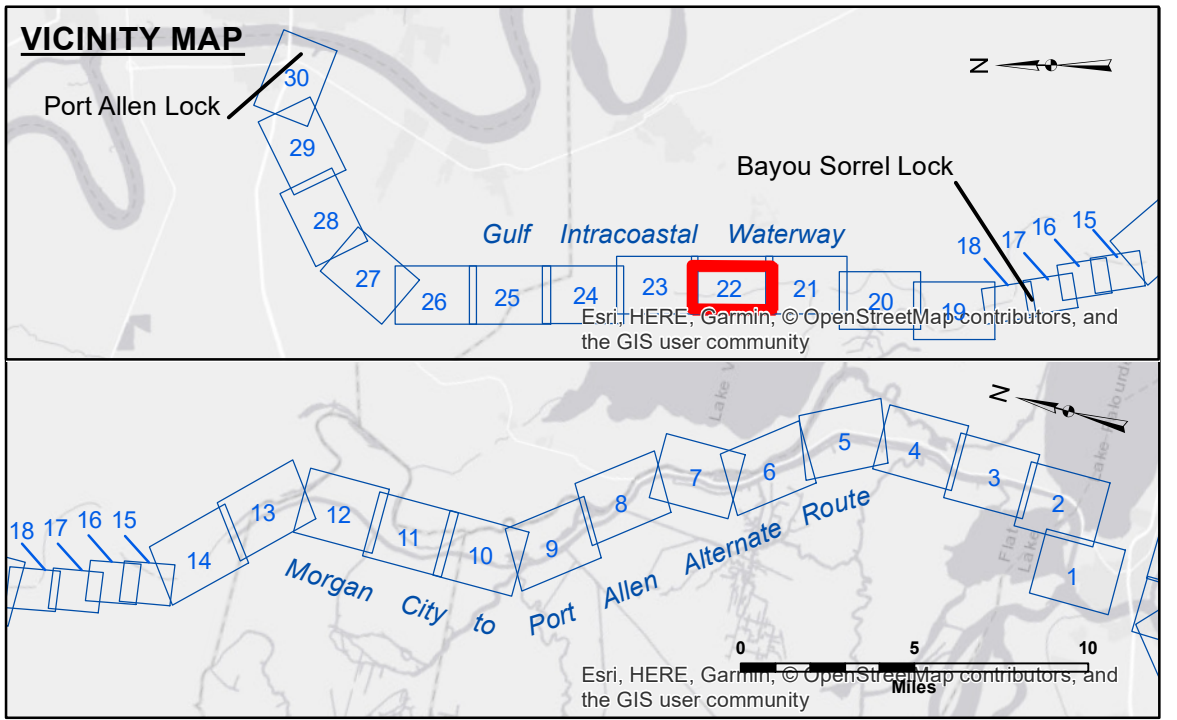 VICINITY MAP
N
30
Port Allen Lock
29
Bayou Sorrel Lock
28
Gulf Intracoastal Waterway
18
17
16
15
27
26
25
24
23
22
21
20
19
Esri, HERE, Garmin, © OpenStreetMap contributors, and
the GIS user community
N
Lake
5
4
7
6
3
8
2
18
17
16
15
13
12
11
10
9
14
1
Lake
Morgan City to Port Allen Alternate Route
0
5
10
Miles
Esri, HERE, Garmin, © OpenStreetMap contributors, and
the GIS user community